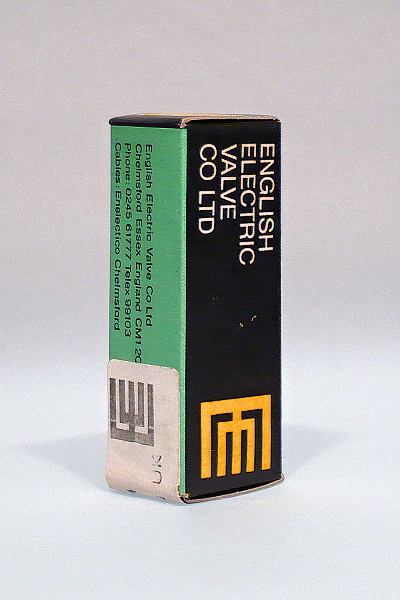 ENGLISH
ELECTRIC
VALVE
CO LTD
English Electric Valve Co Ltd
Chelmsford Essex England CM1 2Q
Phone: 0245 61777 Telex 99103
Cables: Enelectico Chelmsford
UK